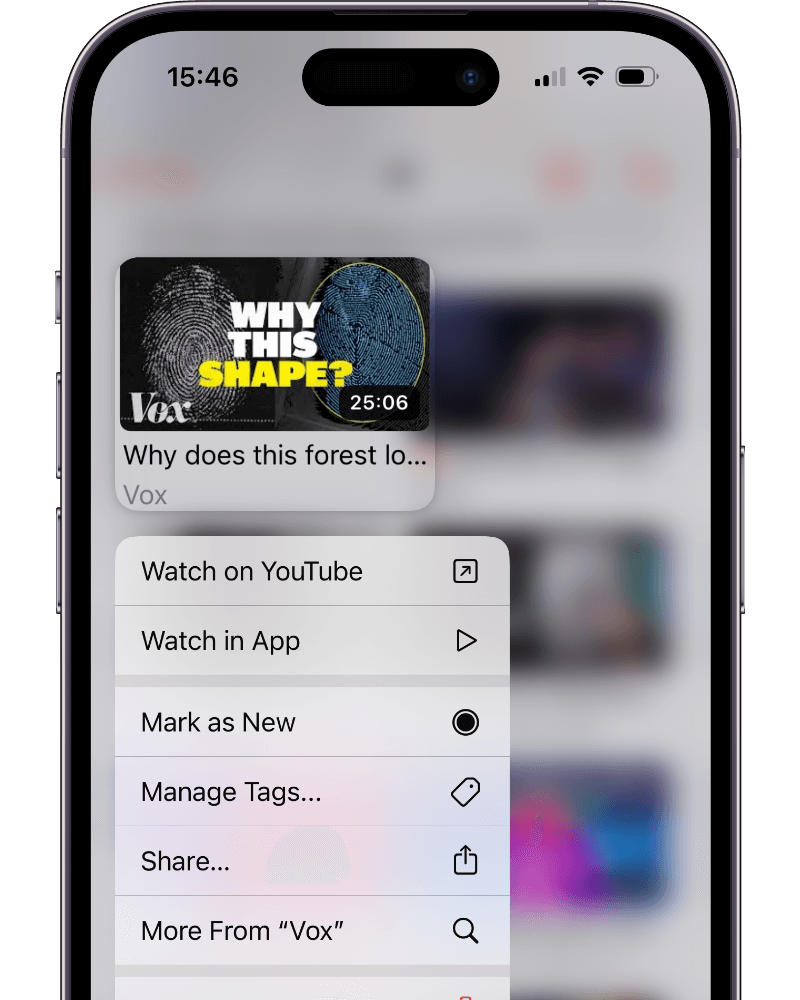 15:46
WHY
THIS
SHAPE?
Vox
25:06
Why does this forest lo...
Vox
Watch on YouTube
Watch in App
Mark as New
Manage Tags...
Share...
More From “Vox”